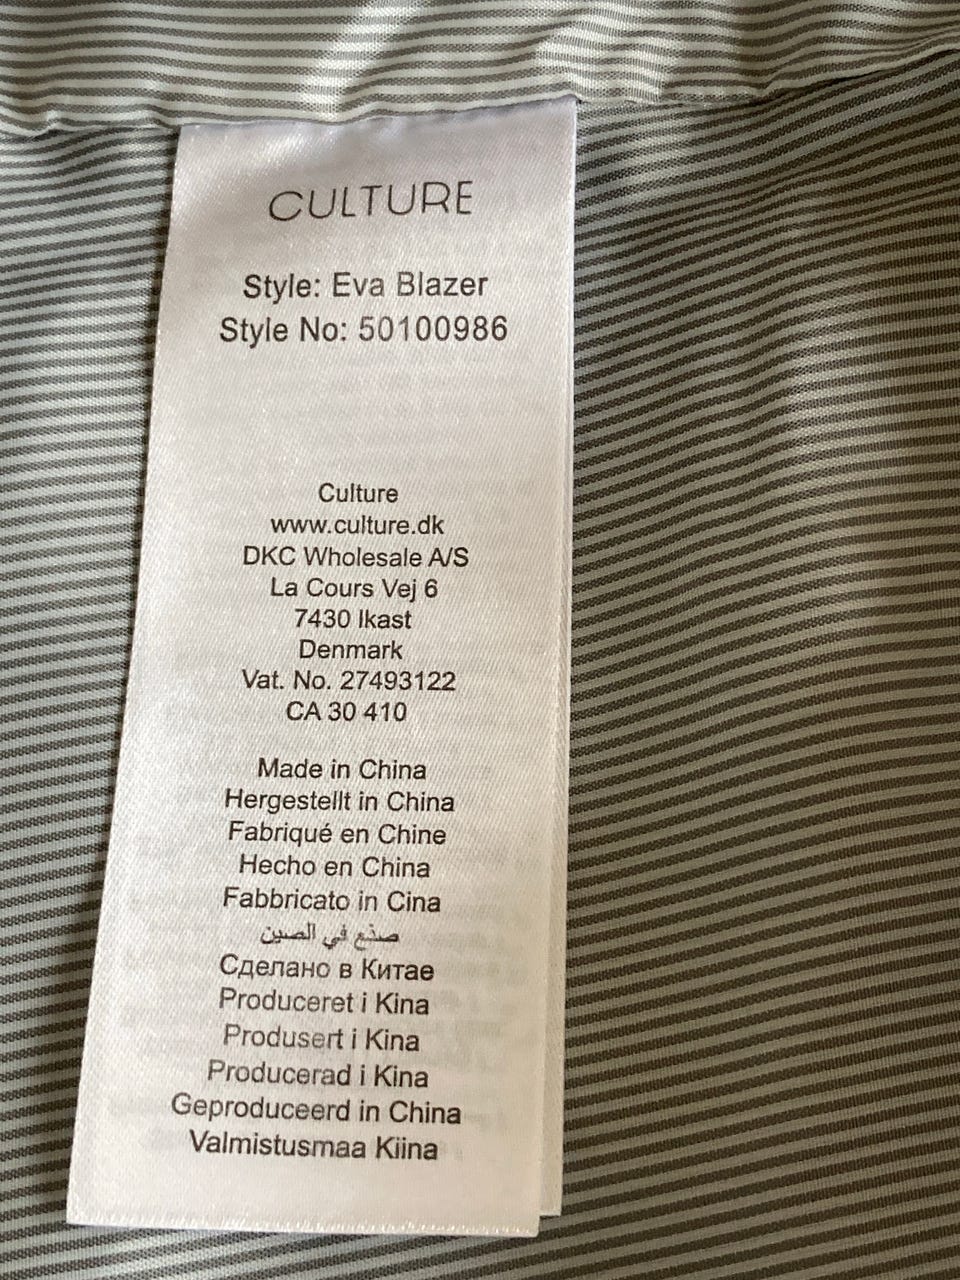 CULTURE
Style: Eva Blazer
Style No: 50100986
Culture
www.culture.dk
DKC Wholesale A/S
La Cours Vej 6
7430 Ikast
Denmark
Vat. No. 27493122
CA 30 410
Made in China
Hergestellt in China
Fabriqué en Chine
Hecho en China
Fabbricato in Cina
صنع في الصين
Сделано в Китае
Produceret i Kina
Produsert i Kina
Producerad i Kina
Geproduceerd in China
Valmistusmaa Kiina